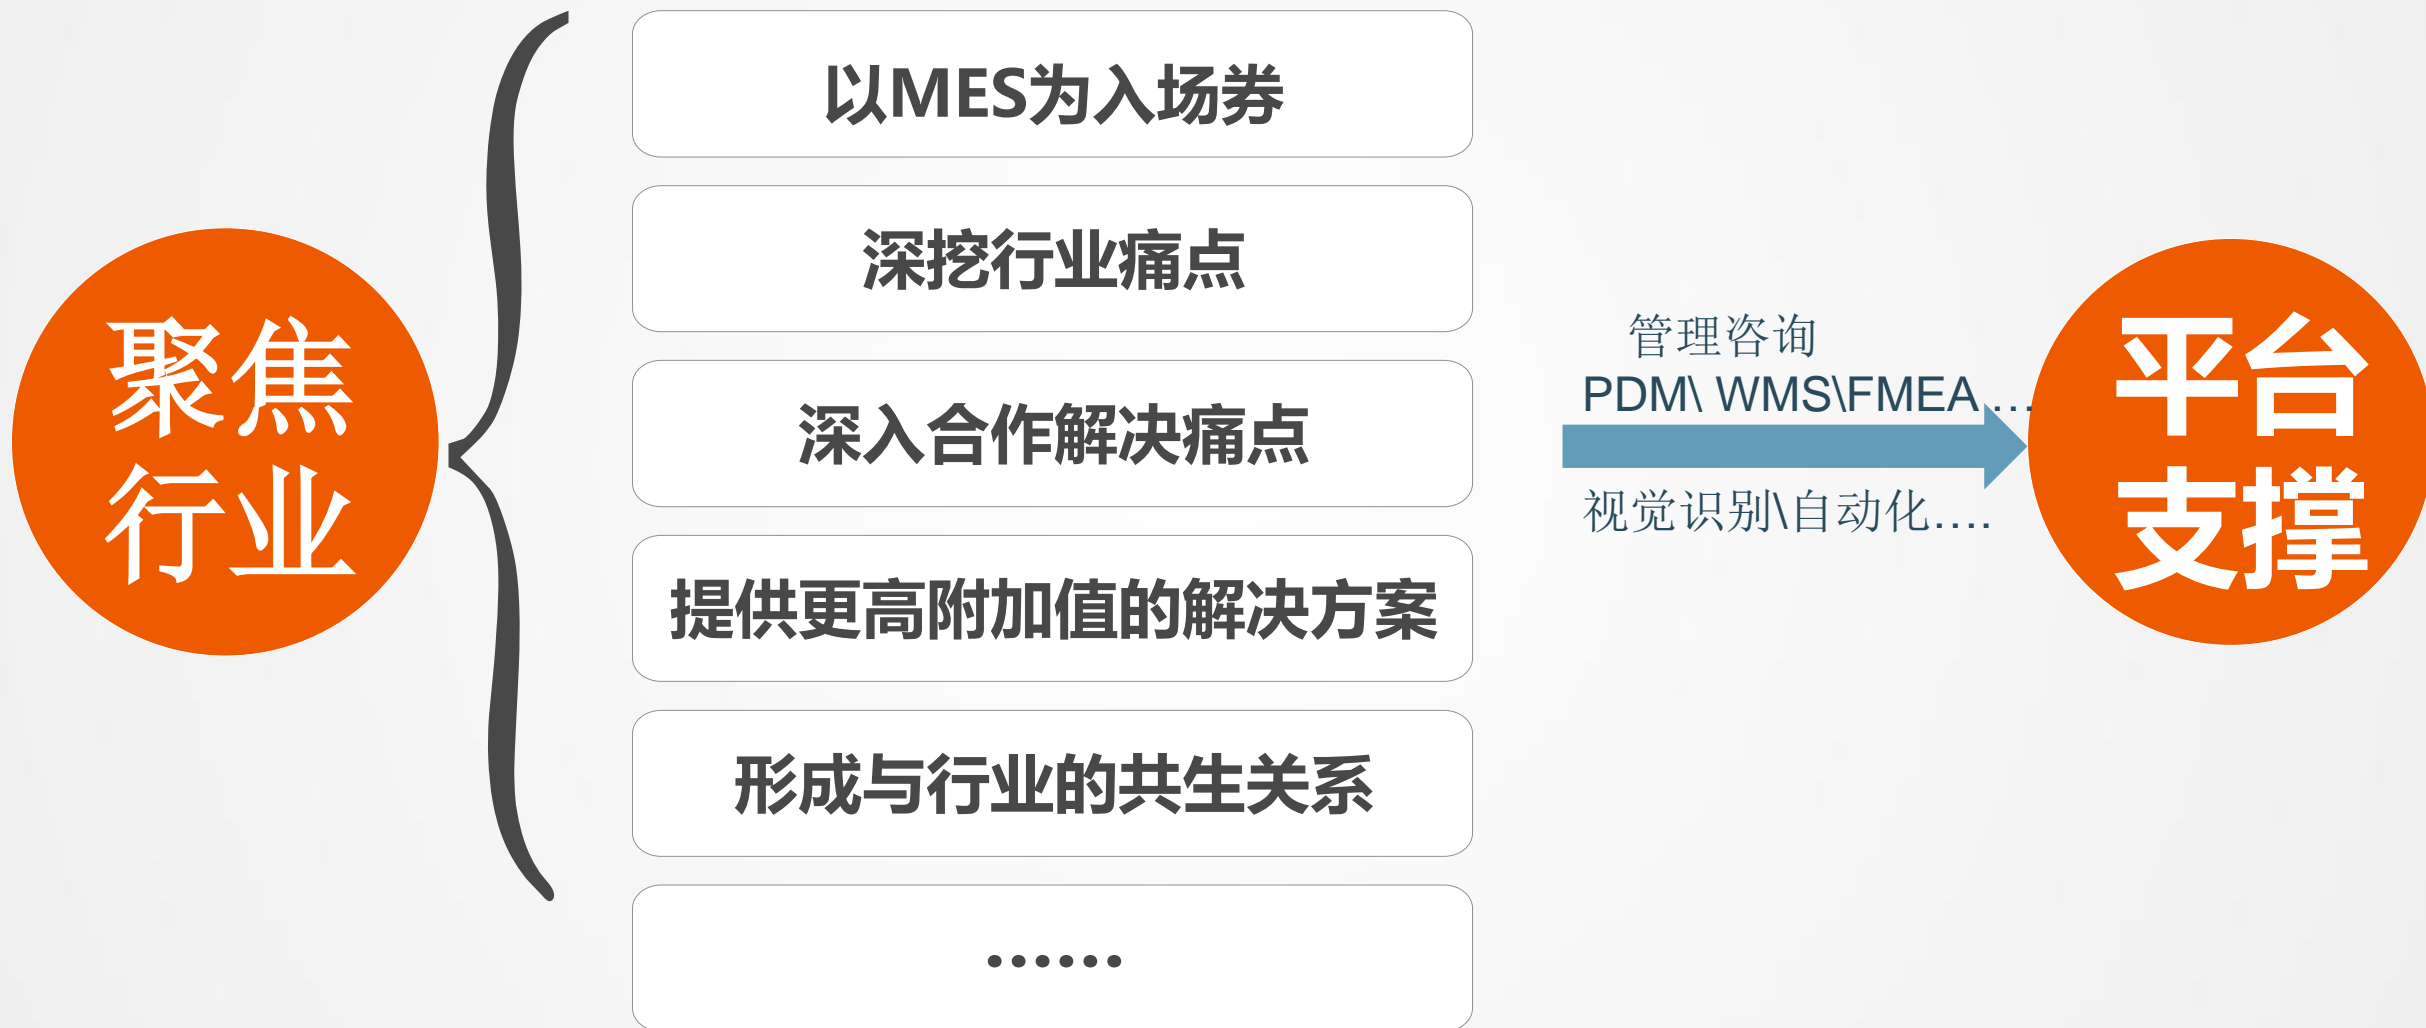 聚焦
行业
以MES为入场券
深挖行业痛点
深入合作解决痛点
提供更高附加值的解决方案
形成与行业的共生关系
……
管理咨询
PDM\ WMS\FMEA …
视觉识别\自动化….
平台
支撑